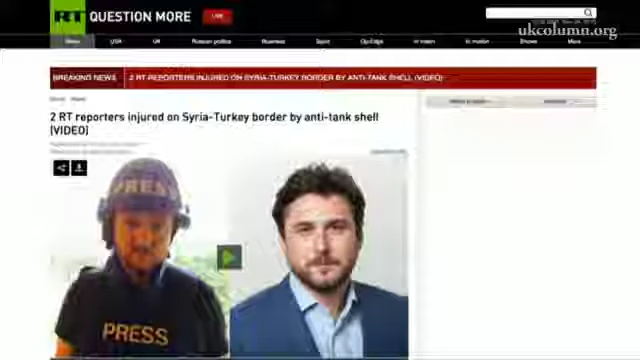 RT QUESTION MORE LIVE
ukcolumn.org
News USA UK Russian politics Business Sport Op-Edge In vision In motion Shows More
BREAKING NEWS 2 RT REPORTERS INJURED ON SYRIA-TURKEY BORDER BY ANTI-TANK SHELL (VIDEO)
2 RT reporters injured on Syria-Turkey border by anti-tank shell
(VIDEO)
PRESS
PRESS